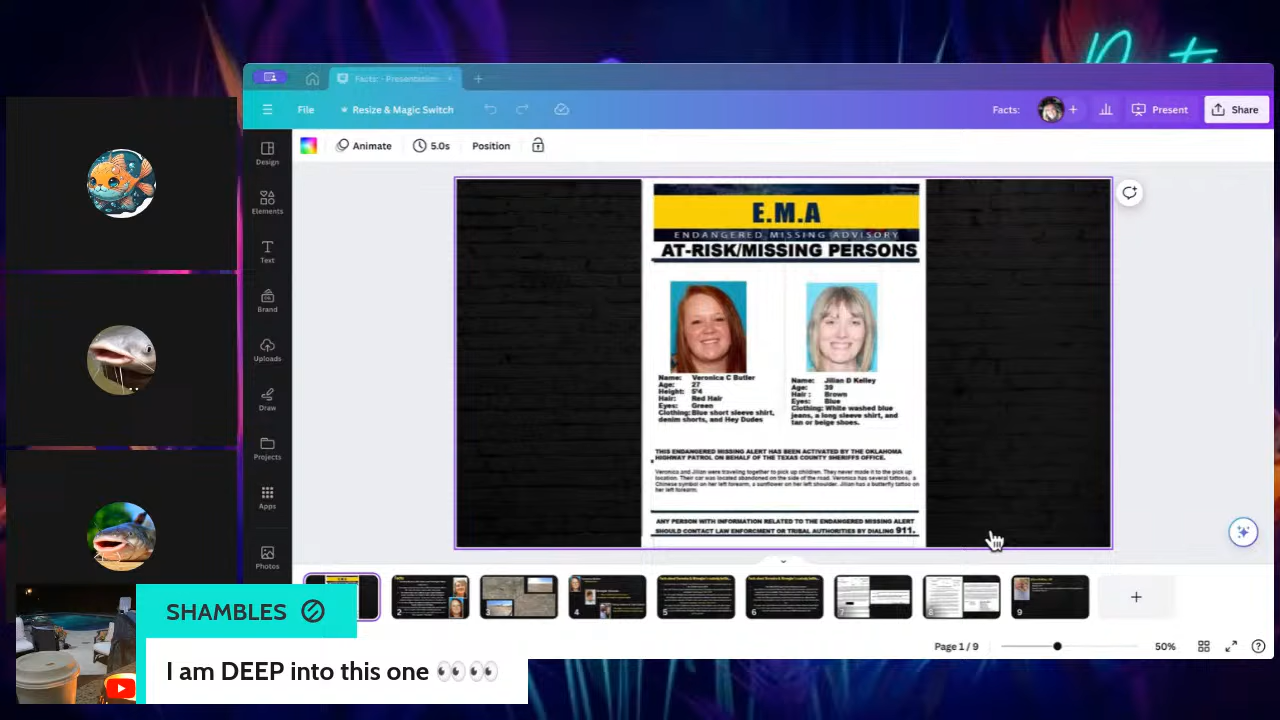 Facts: - Presentation
File
Resize & Magic Switch
Facts:
Present
Share
Animate
5.0s
Position
Design
Elements
Text
Brand
Uploads
Draw
Projects
Apps
Photos
E.M.A
ENDANGERED MISSING ADVISORY
AT-RISK/MISSING PERSONS
Name: Veronica C Butler
Age: 27
Height: 5'4
Hair: Red Hair
Eyes: Green
Clothing: Blue short sleeve shirt,
denim shorts, and Hey Dudes
Name: Jilian D Kelley
Age: 39
Hair : Brown
Eyes: Blue
Clothing: White washed blue
jeans, a long sleeve shirt, and
tan or beige shoes.
THIS ENDANGERED MISSING ALERT HAS BEEN ACTIVATED BY THE OKLAHOMA
HIGHWAY PATROL ON BEHALF OF THE TEXAS COUNTY SHERIFFS OFFICE.
Veronica and Jilian were traveling together to pick up children. They never made it to the pick up
location. Their car was located abandoned on the side of the road. Veronica has several tattoos, a
Chinese symbol on her left forearm, a sunflower on her left shoulder. Jilian has a butterfly tattoo on
her left forearm.
ANY PERSON WITH INFORMATION RELATED TO THE ENDANGERED MISSING ALERT
SHOULD CONTACT LAW ENFORCMENT OR TRIBAL AUTHORITIES BY DIALING 911.
2
3
4
5
6
7
8
9
Page 1 / 9
50%
SHAMBLES
I am DEEP into this one 👀 👀